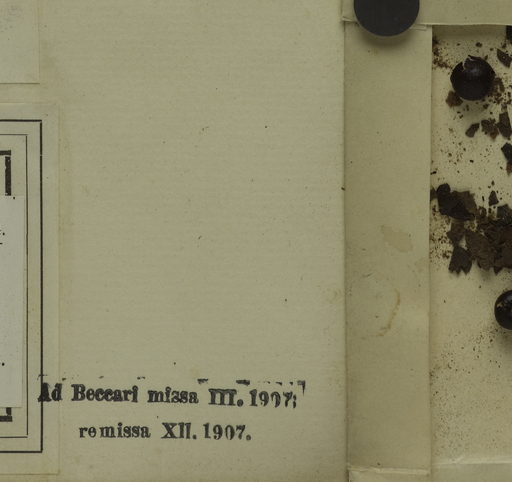 Ad Beccari missa III. 1907;
remissa XII. 1907.